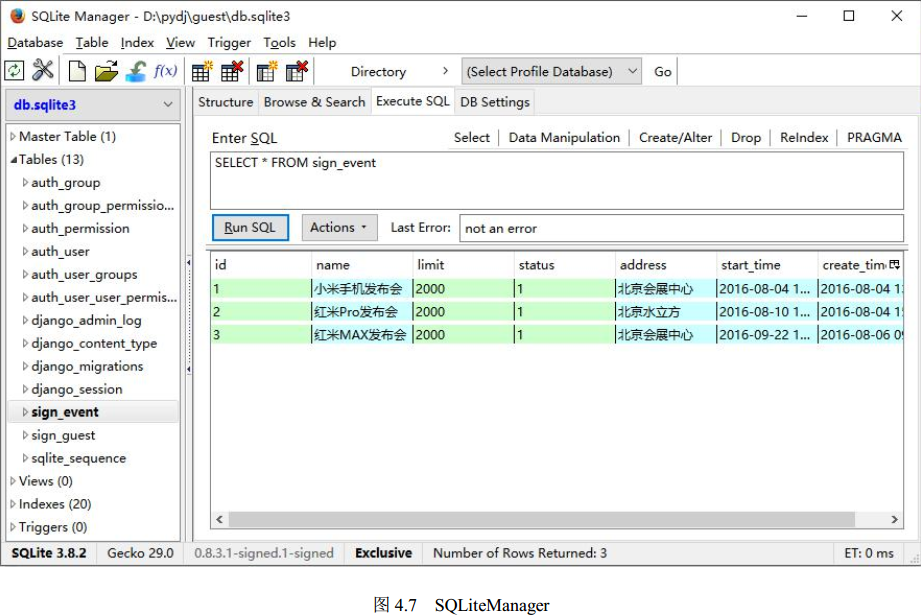 SQLite Manager - D:\pydj\guest\db.sqlite3
Database Table Index View Trigger Tools Help
f(x) Directory (Select Profile Database) Go
db.sqlite3
Structure Browse & Search Execute SQL DB Settings
Master Table (1)
Tables (13)
auth_group
auth_group_permissio...
auth_permission
auth_user
auth_user_groups
auth_user_user_permis...
django_admin_log
django_content_type
django_migrations
django_session
sign_event
sign_guest
sqlite_sequence
Views (0)
Indexes (20)
Triggers (0)
Enter SQL Select Data Manipulation Create/Alter Drop ReIndex PRAGMA
SELECT * FROM sign_event
Run SQL Actions Last Error: not an error
id name limit status address start_time create_tim
1 小米手机发布会 2000 1 北京会展中心 2016-08-04 1... 2016-08-04 1
2 红米Pro发布会 2000 1 北京水立方 2016-08-10 1... 2016-08-04 1
3 红米MAX发布会 2000 1 北京会展中心 2016-09-22 1... 2016-08-06 09
SQLite 3.8.2 Gecko 29.0 0.8.3.1-signed.1-signed Exclusive Number of Rows Returned: 3 ET: 0 ms
图 4.7 SQLiteManager